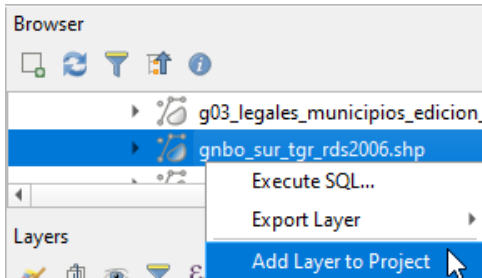 Browser
g03_legales_municipios_edicion_
gnbo_sur_tgr_rds2006.shp
Execute SQL...
Export Layer
Layers
Add Layer to Project